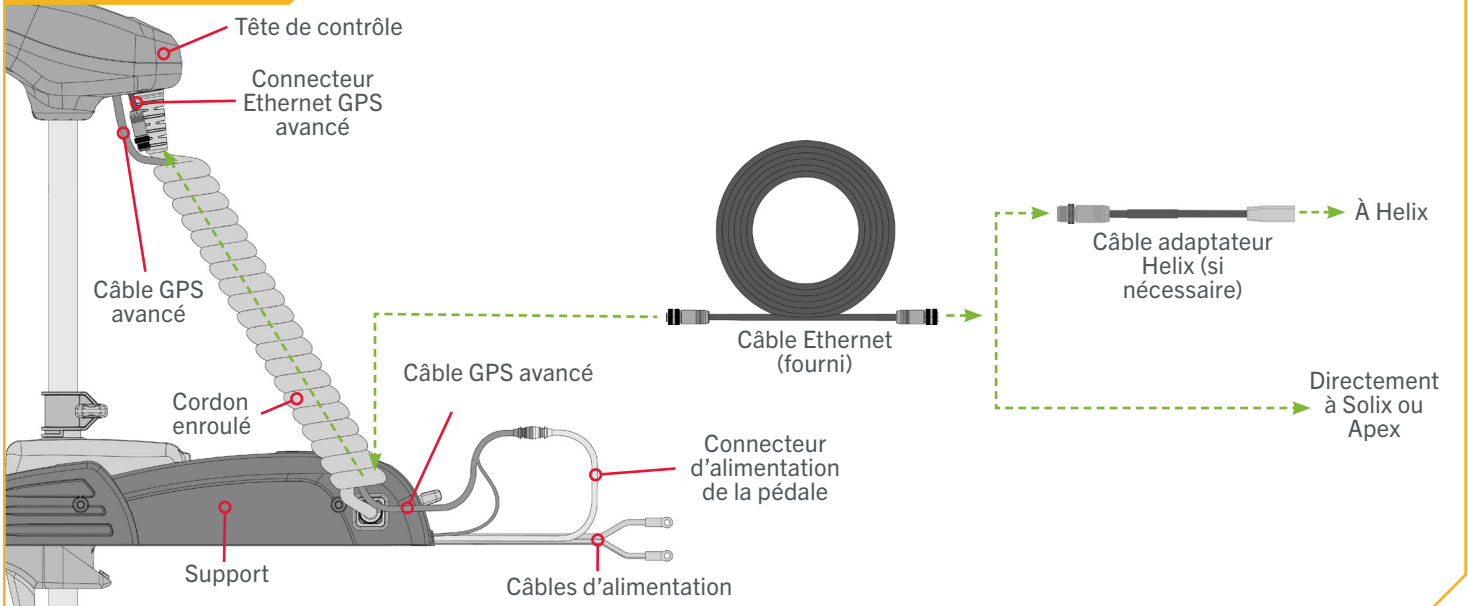 Tête de contrôle
Connecteur
Ethernet GPS
avancé
Câble GPS
avancé
Cordon
enroulé
Support
Câble GPS avancé
Connecteur
d’alimentation
de la pédale
Câbles d’alimentation
Câble Ethernet
(fourni)
Câble adaptateur
Helix (si
nécessaire)
À Helix
Directement
à Solix ou
Apex